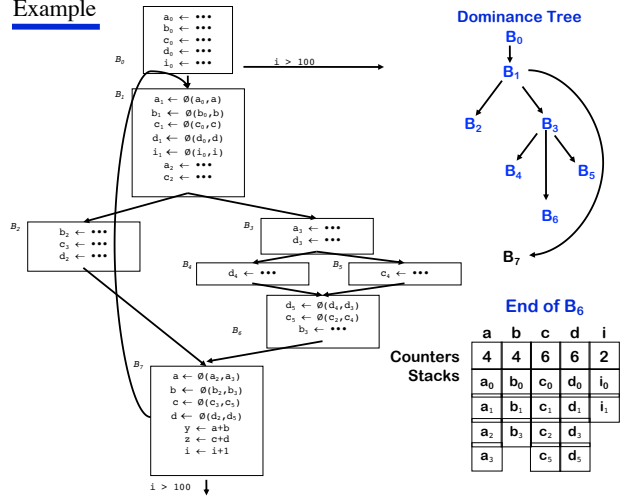 Example
B₀
a₀ ← •••
b₀ ← •••
c₀ ← •••
d₀ ← •••
i₀ ← •••
i > 100
B₁
a₁ ← Ø(a₀,a)
b₁ ← Ø(b₀,b)
c₁ ← Ø(c₀,c)
d₁ ← Ø(d₀,d)
i₁ ← Ø(i₀,i)
a₂ ← •••
c₂ ← •••
B₂
b₂ ← •••
c₃ ← •••
d₂ ← •••
B₃
a₃ ← •••
d₃ ← •••
B₄
d₄ ← •••
B₅
c₄ ← •••
B₆
d₅ ← Ø(d₄,d₃)
c₅ ← Ø(c₂,c₄)
b₃ ← •••
B₇
a ← Ø(a₂,a₃)
b ← Ø(b₂,b₃)
c ← Ø(c₃,c₅)
d ← Ø(d₂,d₅)
y ← a+b
z ← c+d
i ← i+1
i > 100
Dominance Tree
B₀
B₁
B₂ B₃
B₄ B₅
B₆
B₇
End of B₆
a b c d i
Counters 4 4 6 6 2
Stacks
a₀ b₀ c₀ d₀ i₀
a₁ b₁ c₁ d₁ i₁
a₂ b₃ c₂ d₃
a₃ c₅ d₅